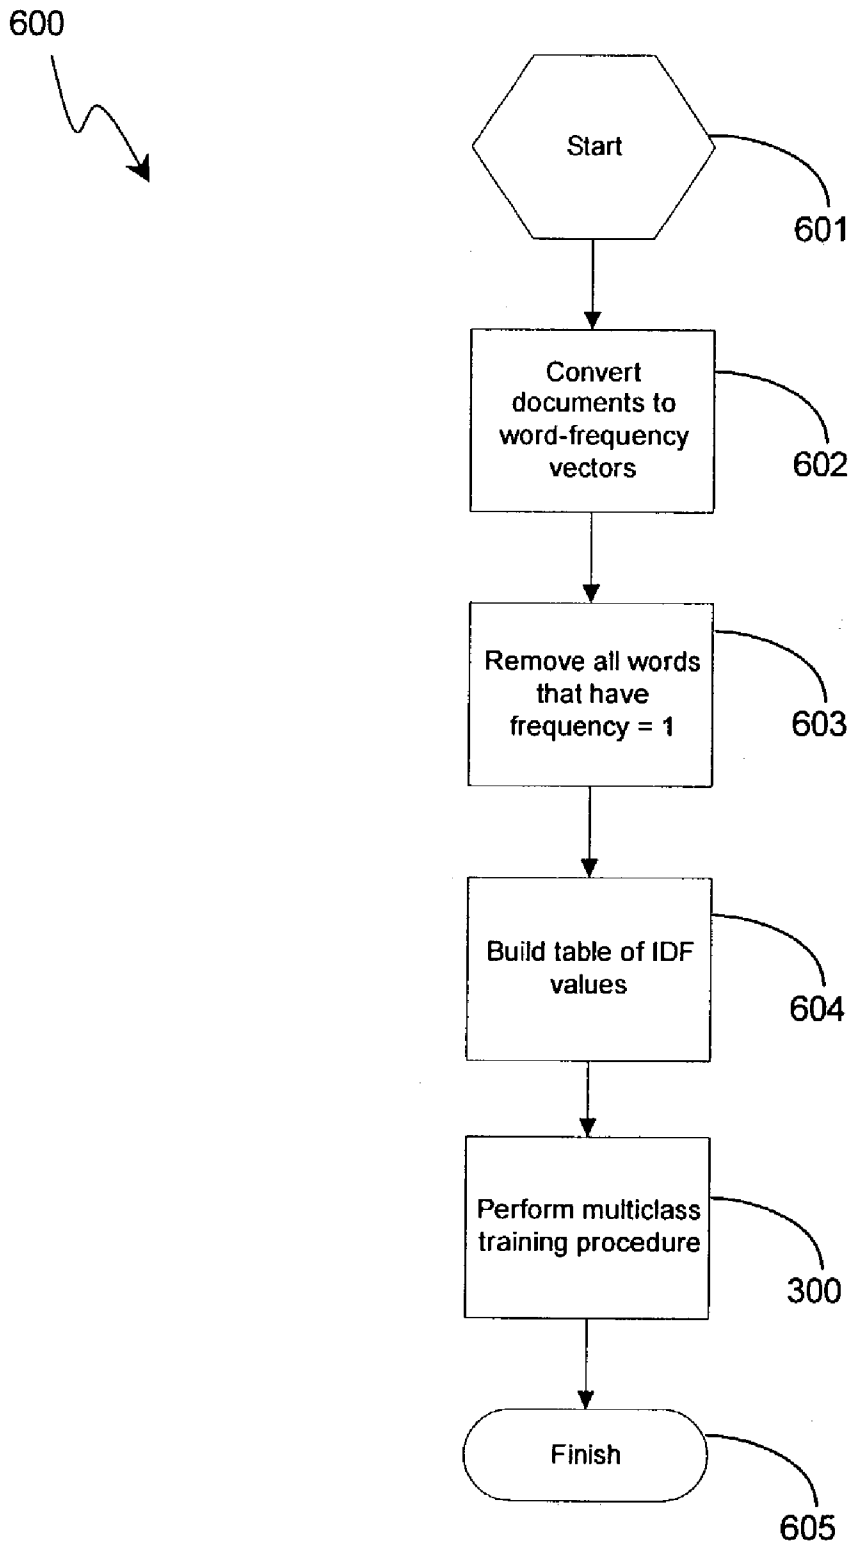 600
Start
601
Convert
documents to
word-frequency
vectors
602
Remove all words
that have
frequency = 1
603
Build table of IDF
values
604
Perform multiclass
training procedure
300
Finish
605